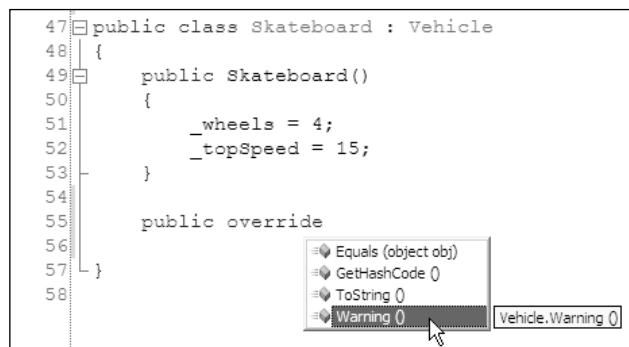 47 public class Skateboard : Vehicle
48 {
49 public Skateboard()
50 {
51 _wheels = 4;
52 _topSpeed = 15;
53 }
54
55 public override
56
Equals (object obj)
57 }
GetHashCode ()
58
ToString ()
Warning () Vehicle.Warning ()